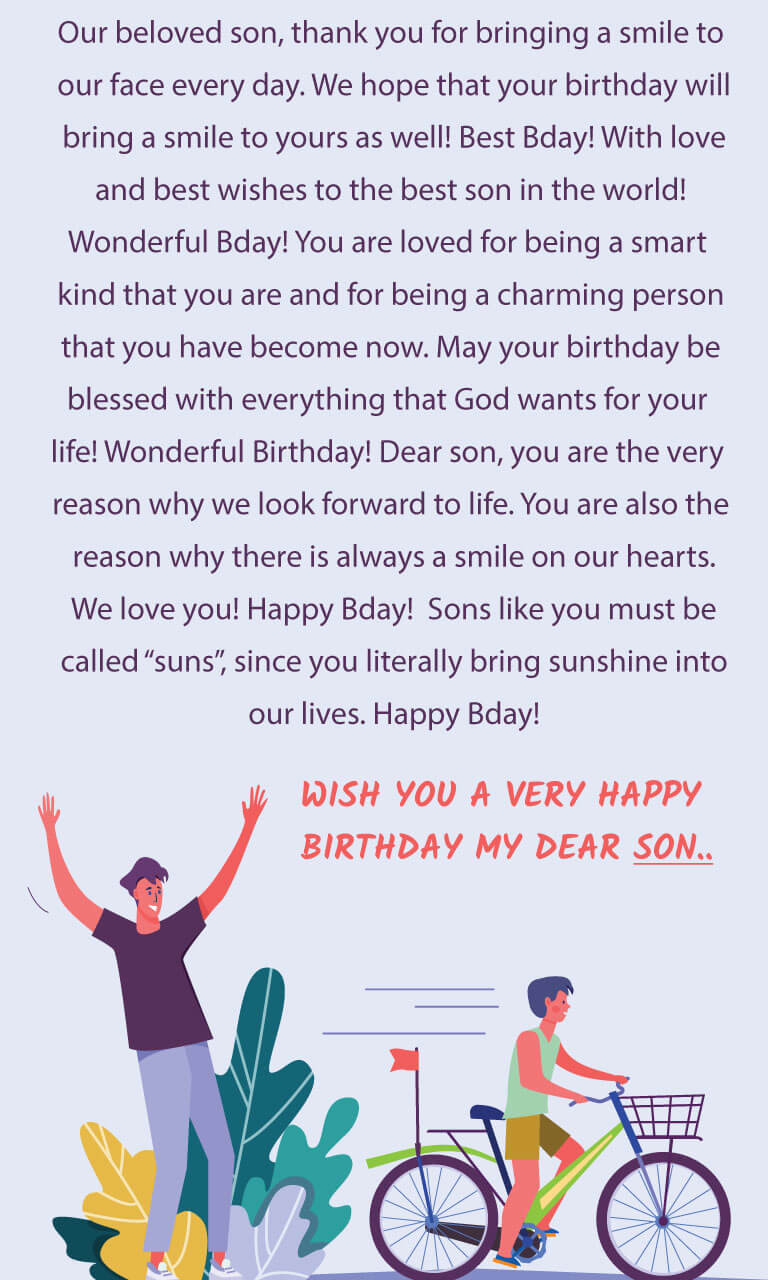 Our beloved son, thank you for bringing a smile to
our face every day. We hope that your birthday will
bring a smile to yours as well! Best Bday! With love
and best wishes to the best son in the world!
Wonderful Bday! You are loved for being a smart
kind that you are and for being a charming person
that you have become now. May your birthday be
blessed with everything that God wants for your
life! Wonderful Birthday! Dear son, you are the very
reason why we look forward to life. You are also the
reason why there is always a smile on our hearts.
We love you! Happy Bday!  Sons like you must be
called “suns”, since you literally bring sunshine into
our lives. Happy Bday!
WISH YOU A VERY HAPPY
BIRTHDAY MY DEAR SON..